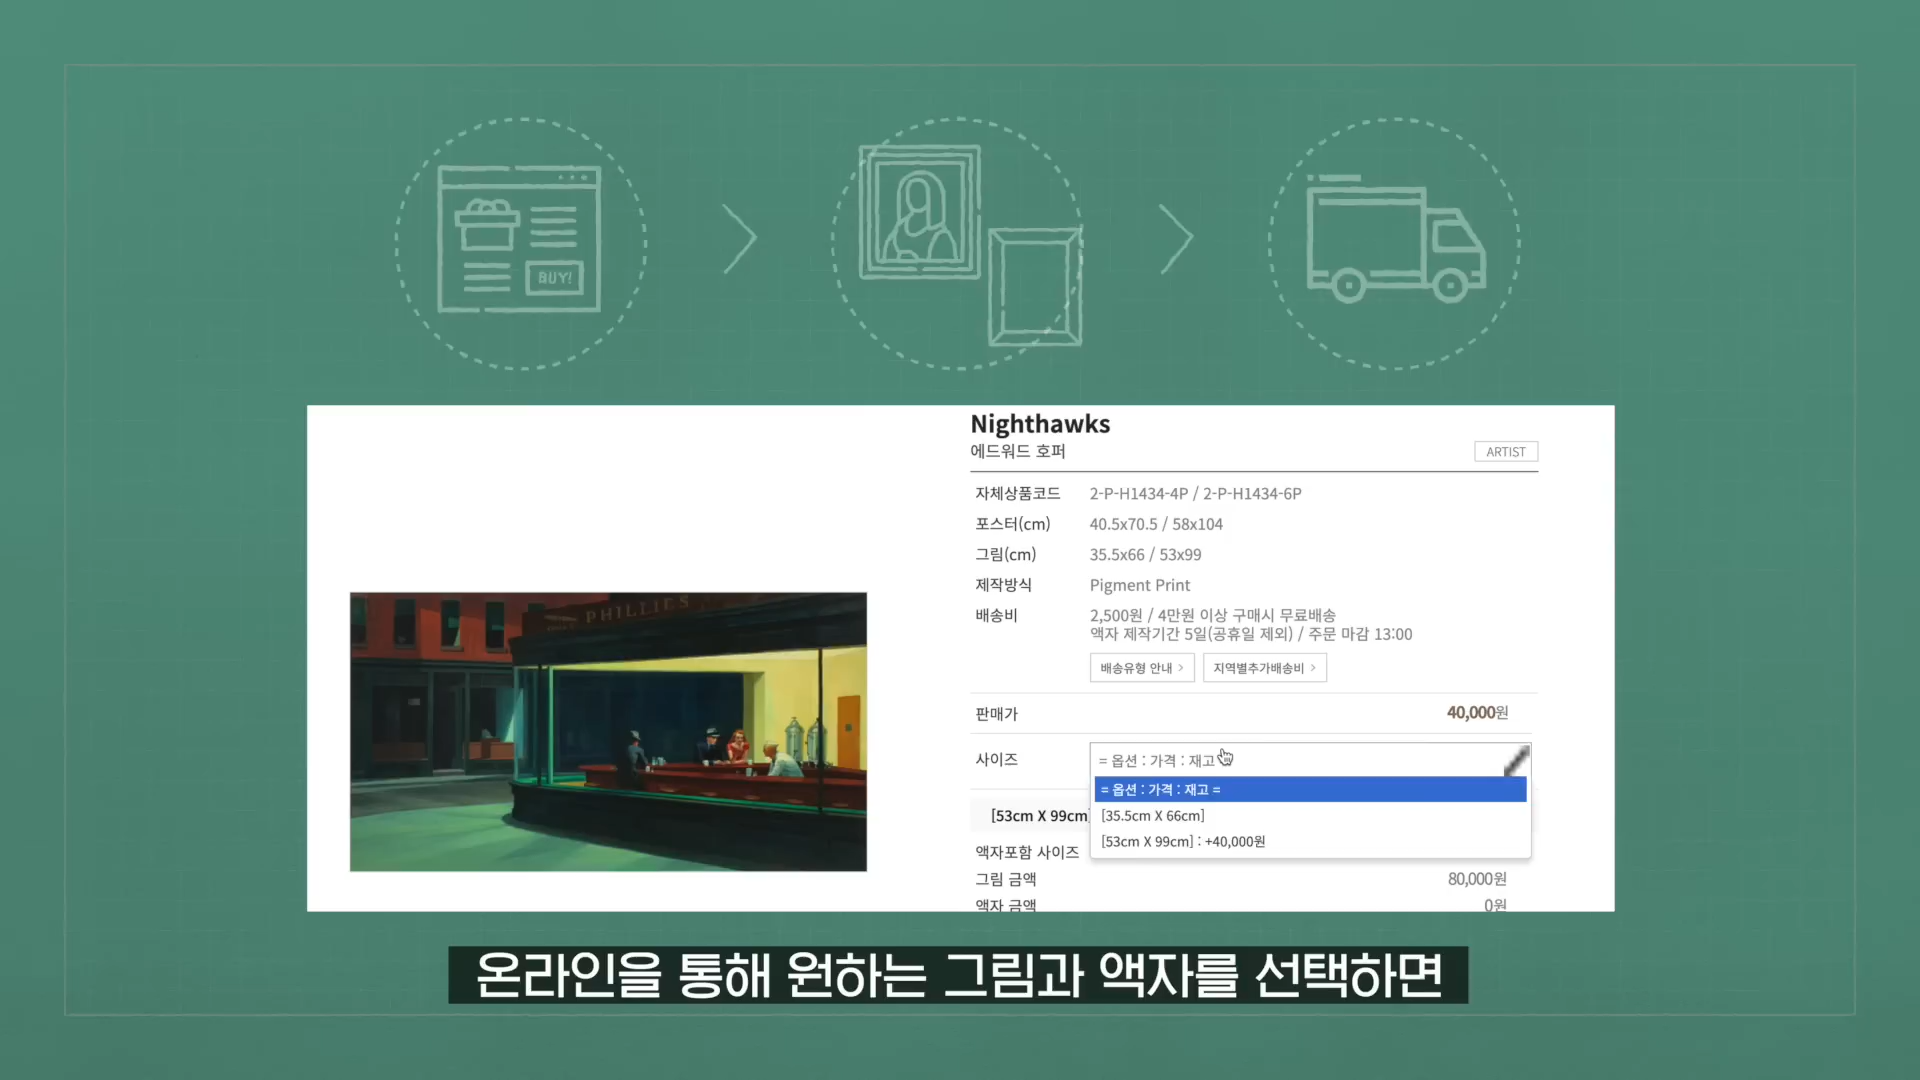 BUY!
Nighthawks
에드워드 호퍼
ARTIST
자체상품코드 2-P-H1434-4P / 2-P-H1434-6P
포스터(cm) 40.5x70.5 / 58x104
그림(cm) 35.5x66 / 53x99
제작방식 Pigment Print
배송비 2,500원 / 4만원 이상 구매시 무료배송
액자 제작기간 5일(공휴일 제외) / 주문 마감 13:00
배송유형 안내 > 지역별추가배송비 >
PHILLIES
판매가 40,000원
사이즈 = 옵션 : 가격 : 재고
= 옵션 : 가격 : 재고 =
[35.5cm X 66cm]
[53cm X 99cm] : +40,000원
[53cm X 99cm]
액자포함 사이즈
그림 금액 80,000원
액자 금액 0원
온라인을 통해 원하는 그림과 액자를 선택하면